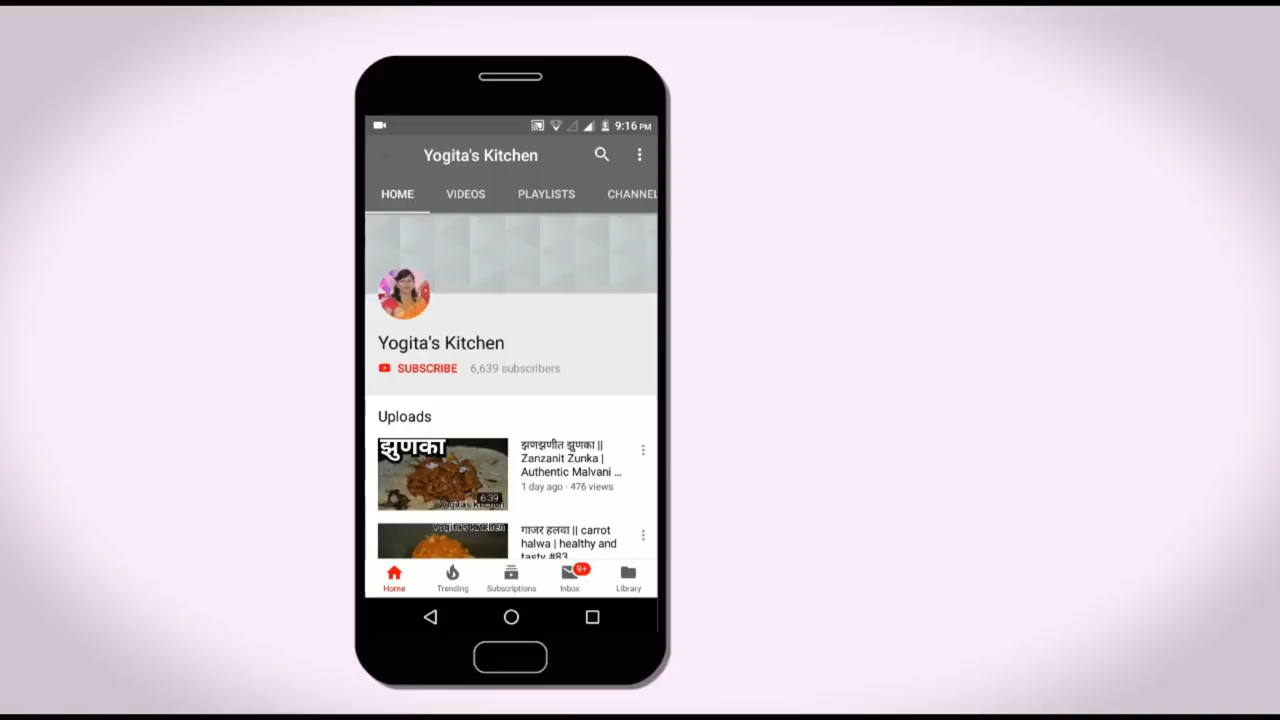 9:16 PM
Yogita's Kitchen
HOME VIDEOS PLAYLISTS CHANNEL
Yogita's Kitchen
SUBSCRIBE 6,639 subscribers
Uploads
झुणका
6:39
Yogita's Kitchen
झणझणीत झुणका ||
Zanzanit Zunka |
Authentic Malvani ...
1 day ago · 476 views
Yogita's Kitchen
गाजर हलवा || carrot
halwa | healthy and
tasty #83
9+
Home Trending Subscriptions Inbox Library